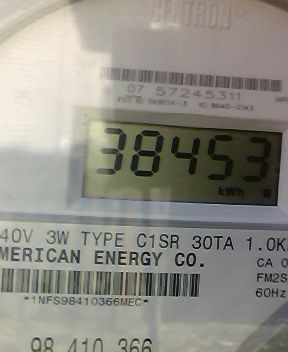 CENTRON®
07 57245311
38453
kWh
40V 3W TYPE C1SR 30TA 1.0K
MERICAN ENERGY CO.
CA 0
FM2S
60Hz
*1NFS98410366MEC*
98 410 366